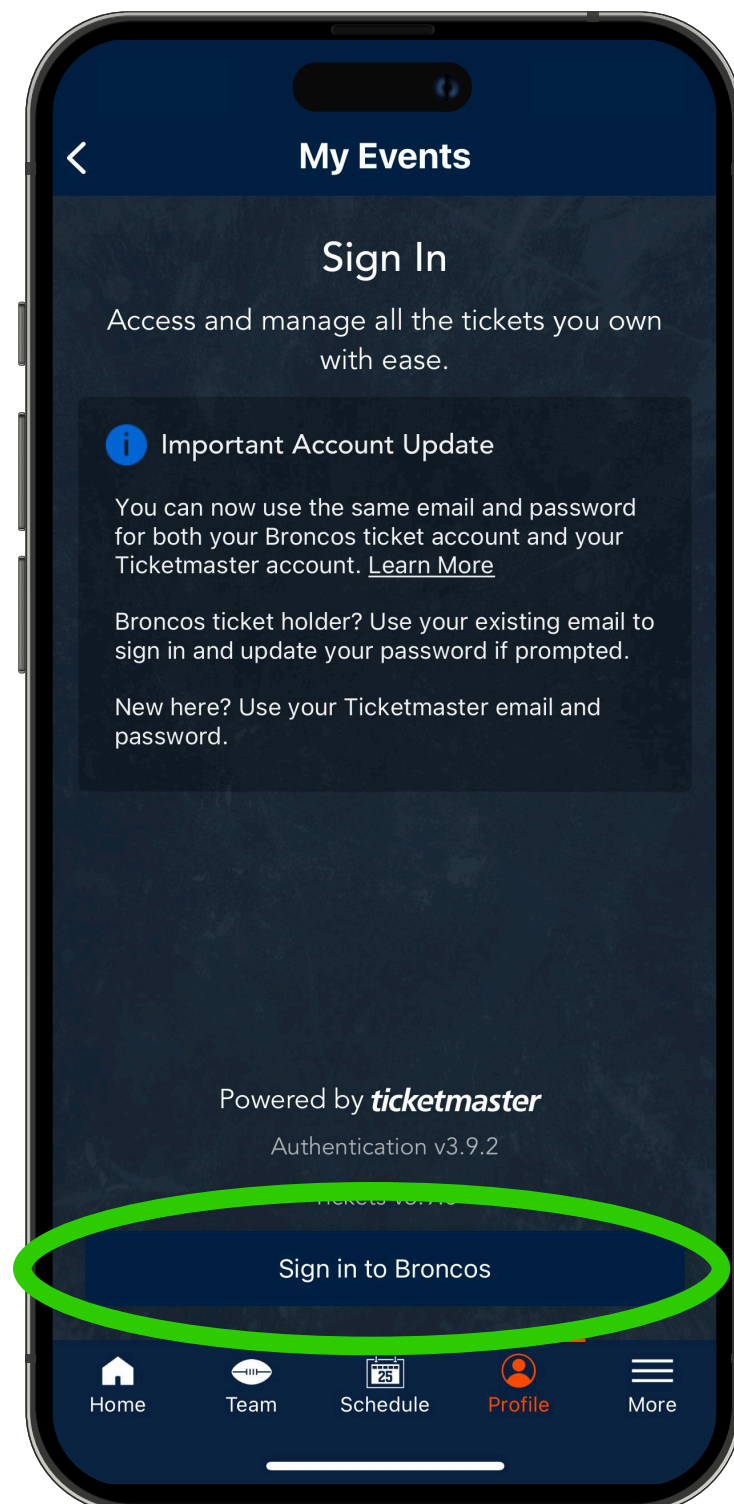 My Events
Sign In
Access and manage all the tickets you own
with ease.
Important Account Update
You can now use the same email and password
for both your Broncos ticket account and your
Ticketmaster account. Learn More
Broncos ticket holder? Use your existing email to
sign in and update your password if prompted.
New here? Use your Ticketmaster email and
password.
Powered by ticketmaster
Authentication v3.9.2
Sign in to Broncos
25
Home Team Schedule Profile More